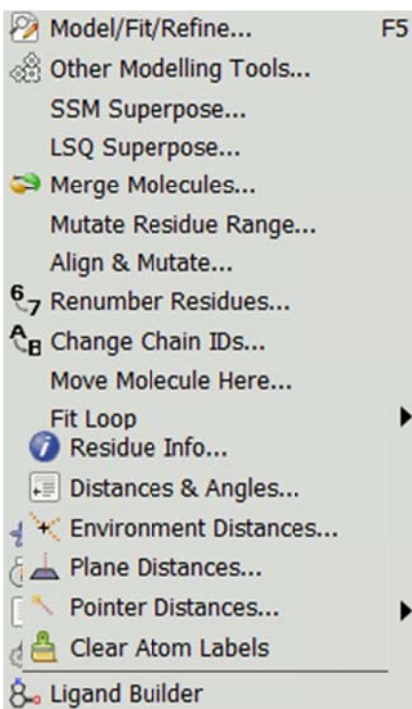 Model/Fit/Refine... F5
Other Modelling Tools...
SSM Superpose...
LSQ Superpose...
Merge Molecules...
Mutate Residue Range...
Align & Mutate...
6 7 Renumber Residues...
A B Change Chain IDs...
Move Molecule Here...
Fit Loop
i Residue Info...
Distances & Angles...
Environment Distances...
Plane Distances...
Pointer Distances...
Clear Atom Labels
Ligand Builder